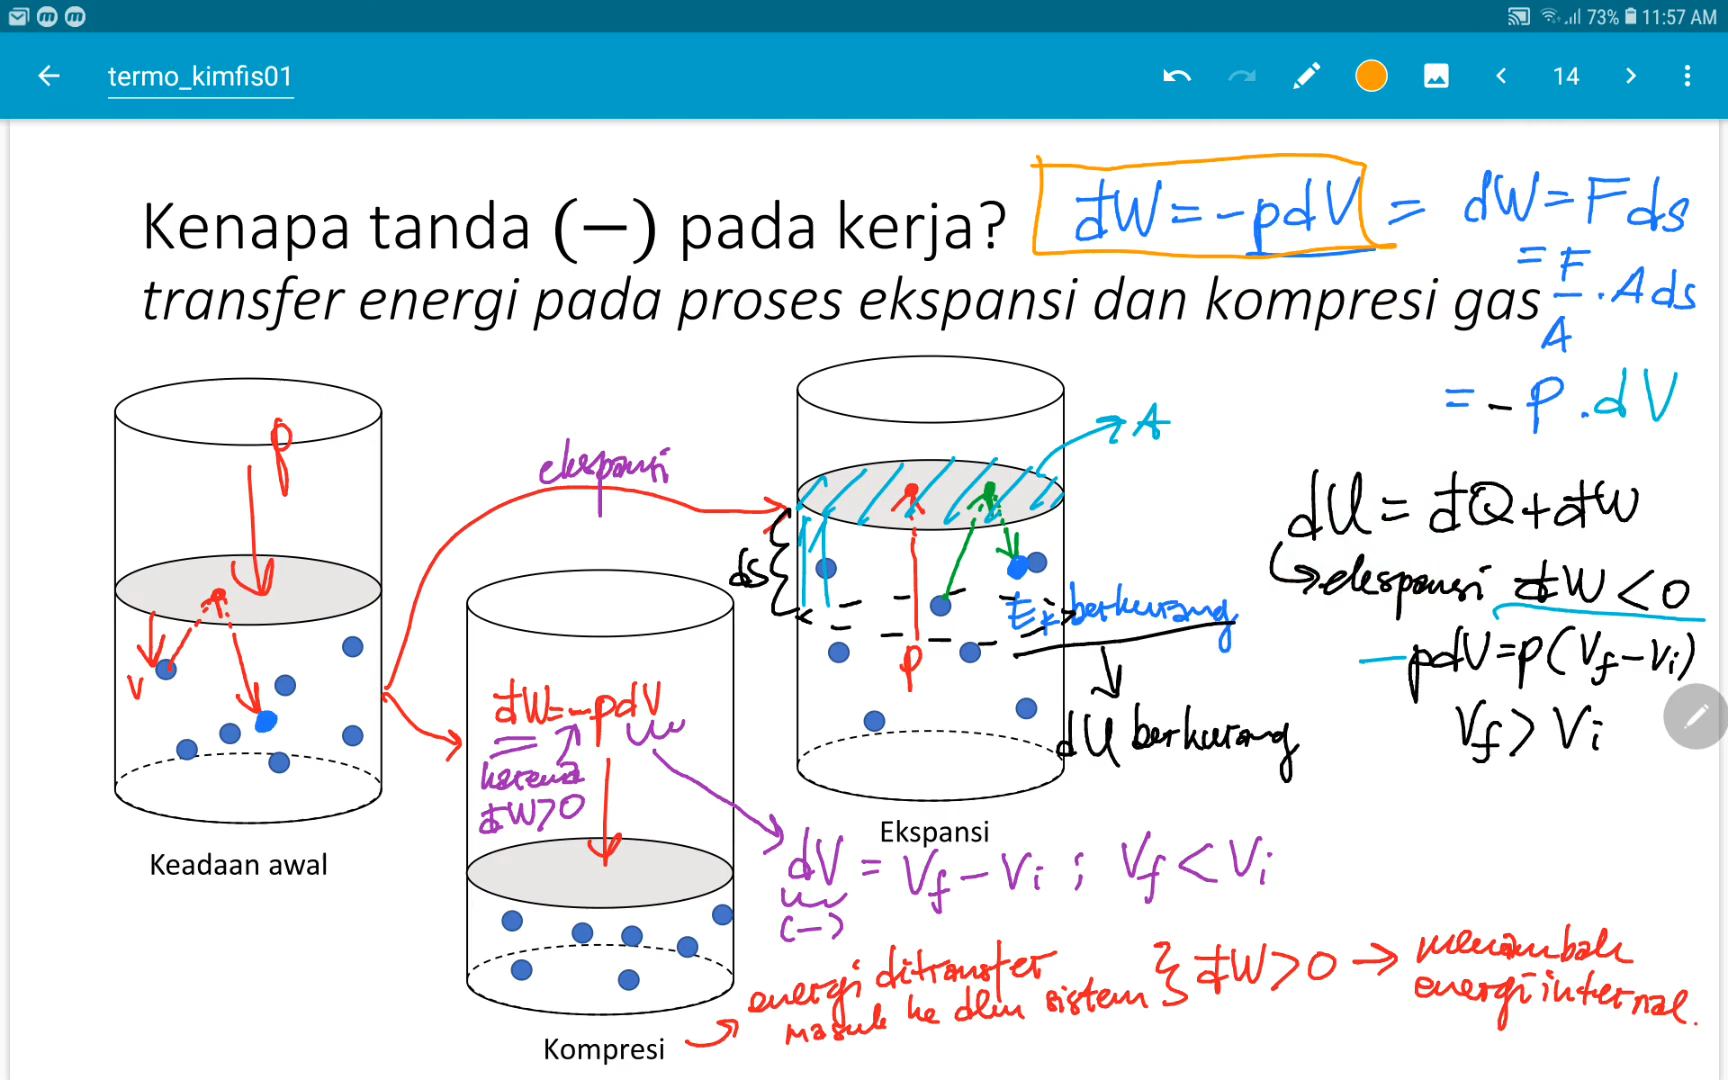 73% 11:57 AM
termo_kimfis01
14
Kenapa tanda (−) pada kerja?
đW = -pdV = dW = Fds
transfer energi pada proses ekspansi dan kompresi gas
= F/A . A ds
= - P . dV
p
ekspansi
A
dU = đQ + đW
ds
ekspansi đW < 0
Ek berkurang
-pdV = p(Vf - Vi)
v
p
Vf > Vi
dU berkurang
đW = -pdV
karena
đW > 0
Ekspansi
Keadaan awal
dV = Vf - Vi ; Vf < Vi
(-)
energi ditransfer
masuk ke dlm sistem } đW > 0 → menambah
energi internal.
Kompresi